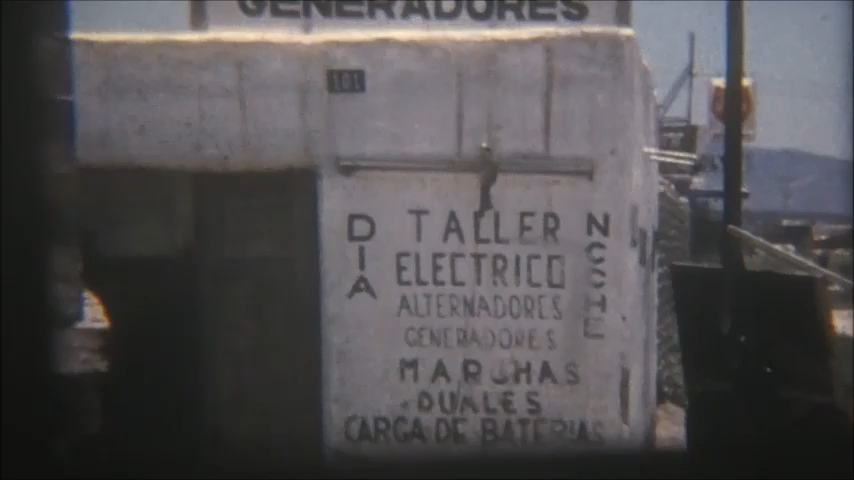 GENERADORES
101
DIA
TALLER
ELECTRICO
NOCHE
ALTERNADORES
GENERADORES
MARCHAS
DUALES
CARGA DE BATERIAS